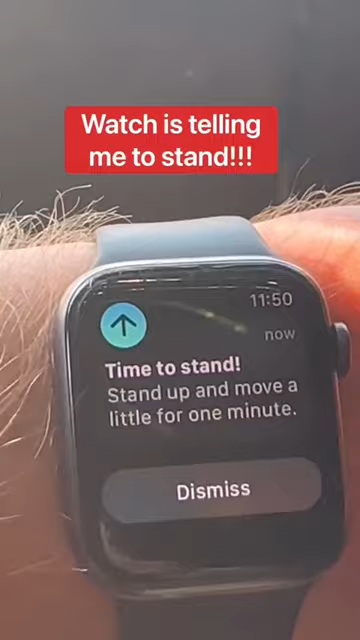 Watch is telling
me to stand!!!
11:50
now
Time to stand!
Stand up and move a
little for one minute.
Dismiss